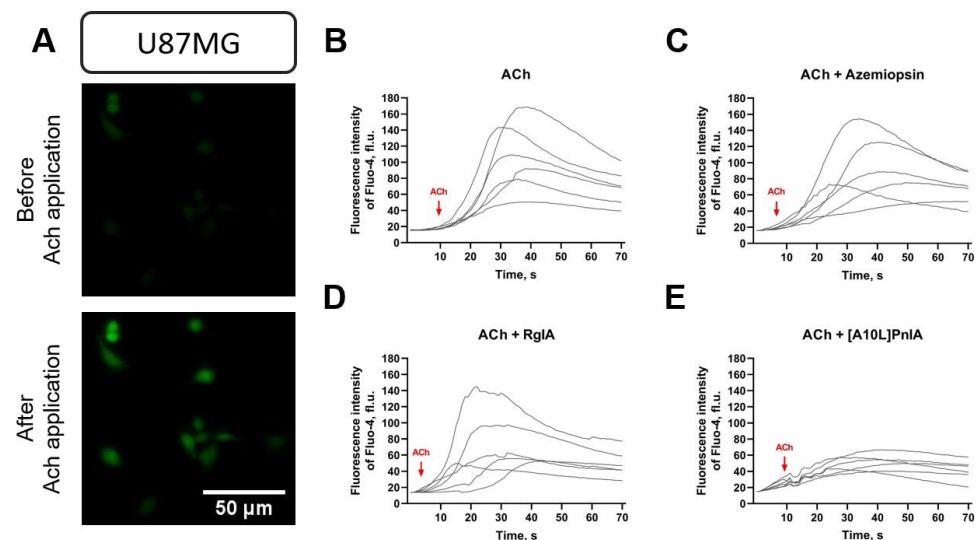 A
U87MG
Before
Ach application
After
Ach application
50 µm
B
ACh
Fluorescence intensity
of Fluo-4, fl.u.
180
160
140
120
100
80
60
40
20
0
ACh
10 20 30 40 50 60 70
Time, s
C
ACh + Azemiopsin
Fluorescence intensity
of Fluo-4, fl.u.
180
160
140
120
100
80
60
40
20
0
ACh
10 20 30 40 50 60 70
Time, s
D
ACh + RgIA
Fluorescence intensity
of Fluo-4, fl.u.
180
160
140
120
100
80
60
40
20
0
ACh
10 20 30 40 50 60 70
Time, s
E
ACh + [A10L]PnIA
Fluorescence intensity
of Fluo-4, fl.u.
180
160
140
120
100
80
60
40
20
0
ACh
10 20 30 40 50 60 70
Time, s